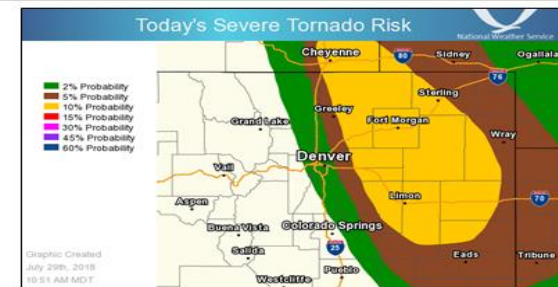 Today's Severe Tornado Risk
National Weather Service
Cheyenne
80
Sidney
Ogallala
76
2% Probability
5% Probability
10% Probability
15% Probability
30% Probability
45% Probability
60% Probability
Sterling
Greeley
Grand Lake
Fort Morgan
Wray
Denver
Vail
Aspen
Limon
70
Buena Vista
Colorado Springs
25
Salida
Eads
Tribune
Graphic Created
July 29th, 2018
10:51 AM MDT
Pueblo
Westcliffe